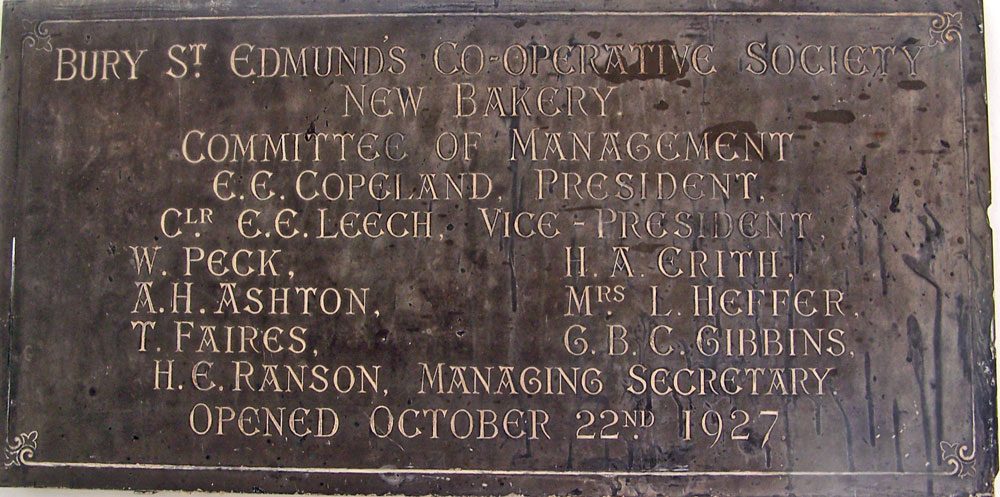 BURY ST. EDMUND'S CO-OPERATIVE SOCIETY
NEW BAKERY.
COMMITTEE OF MANAGEMENT
E.E. COPELAND, PRESIDENT,
CLR. E.E. LEECH, VICE-PRESIDENT,
W. PECK, H. A. CRITH,
A.H. ASHTON, MRS L. HEFFER,
T. FAIRES, G. B. C. GIBBINS,
H.E. RANSON, MANAGING SECRETARY.
OPENED OCTOBER 22ND. 1927.